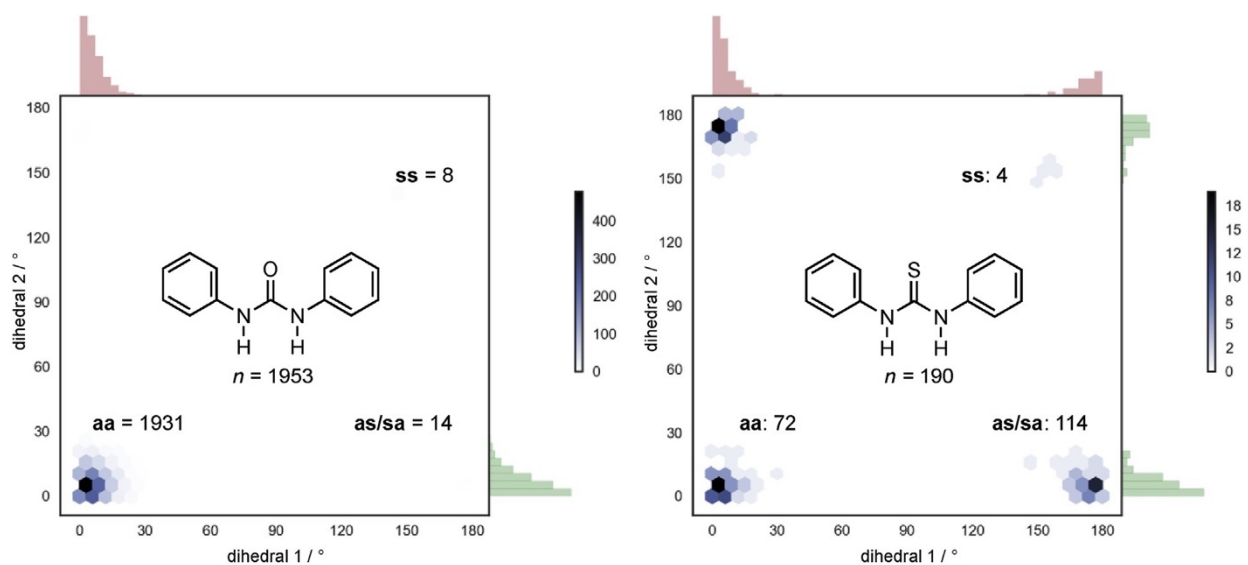 180
150
120
90
60
30
0
dihedral 2 / °
ss = 8
O
N
N
H
H
n = 1953
aa = 1931
as/sa = 14
0
30
60
90
120
150
180
dihedral 1 / °
400
300
200
100
0
180
150
120
90
60
30
0
dihedral 2 / °
ss: 4
S
N
N
H
H
n = 190
aa: 72
as/sa: 114
0
30
60
90
120
150
180
dihedral 1 / °
18
15
12
10
8
5
2
0